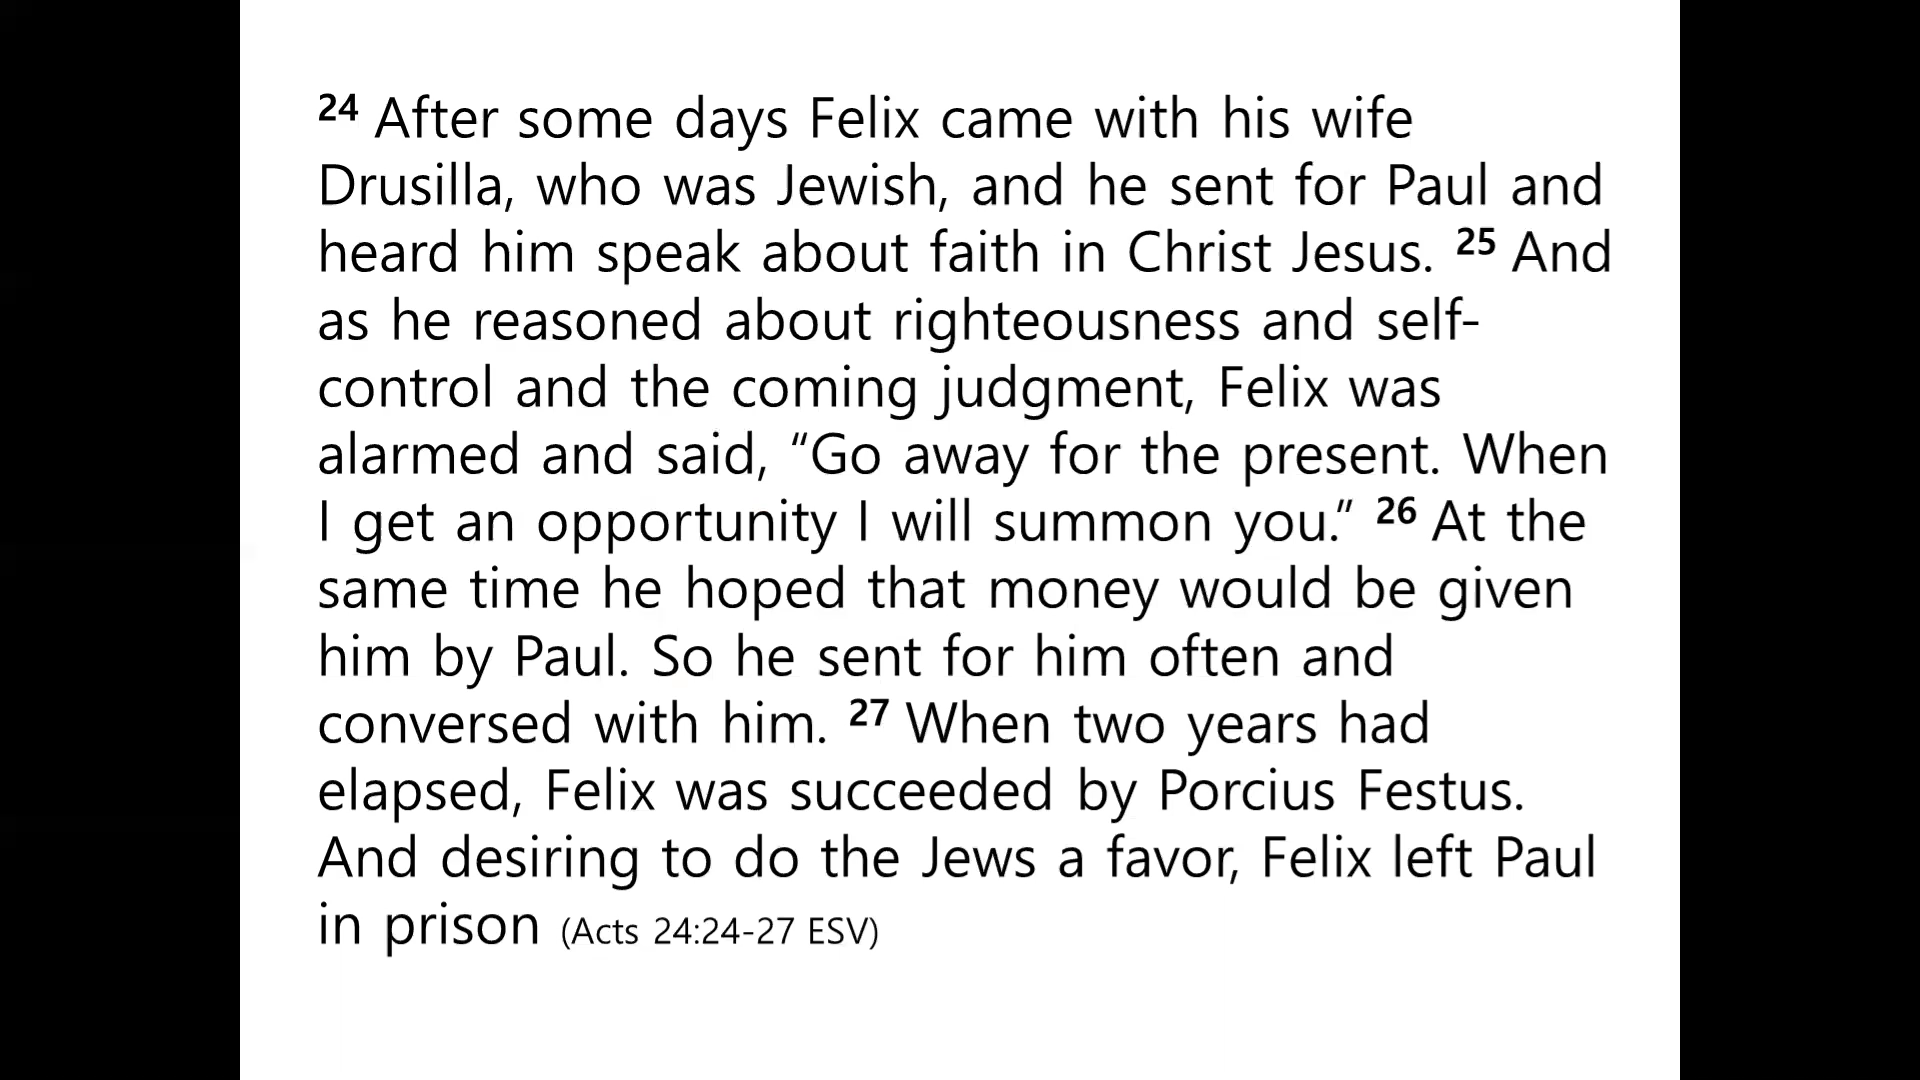 24 After some days Felix came with his wife
Drusilla, who was Jewish, and he sent for Paul and
heard him speak about faith in Christ Jesus. 25 And
as he reasoned about righteousness and self-
control and the coming judgment, Felix was
alarmed and said, “Go away for the present. When
I get an opportunity I will summon you.” 26 At the
same time he hoped that money would be given
him by Paul. So he sent for him often and
conversed with him. 27 When two years had
elapsed, Felix was succeeded by Porcius Festus.
And desiring to do the Jews a favor, Felix left Paul
in prison (Acts 24:24-27 ESV)